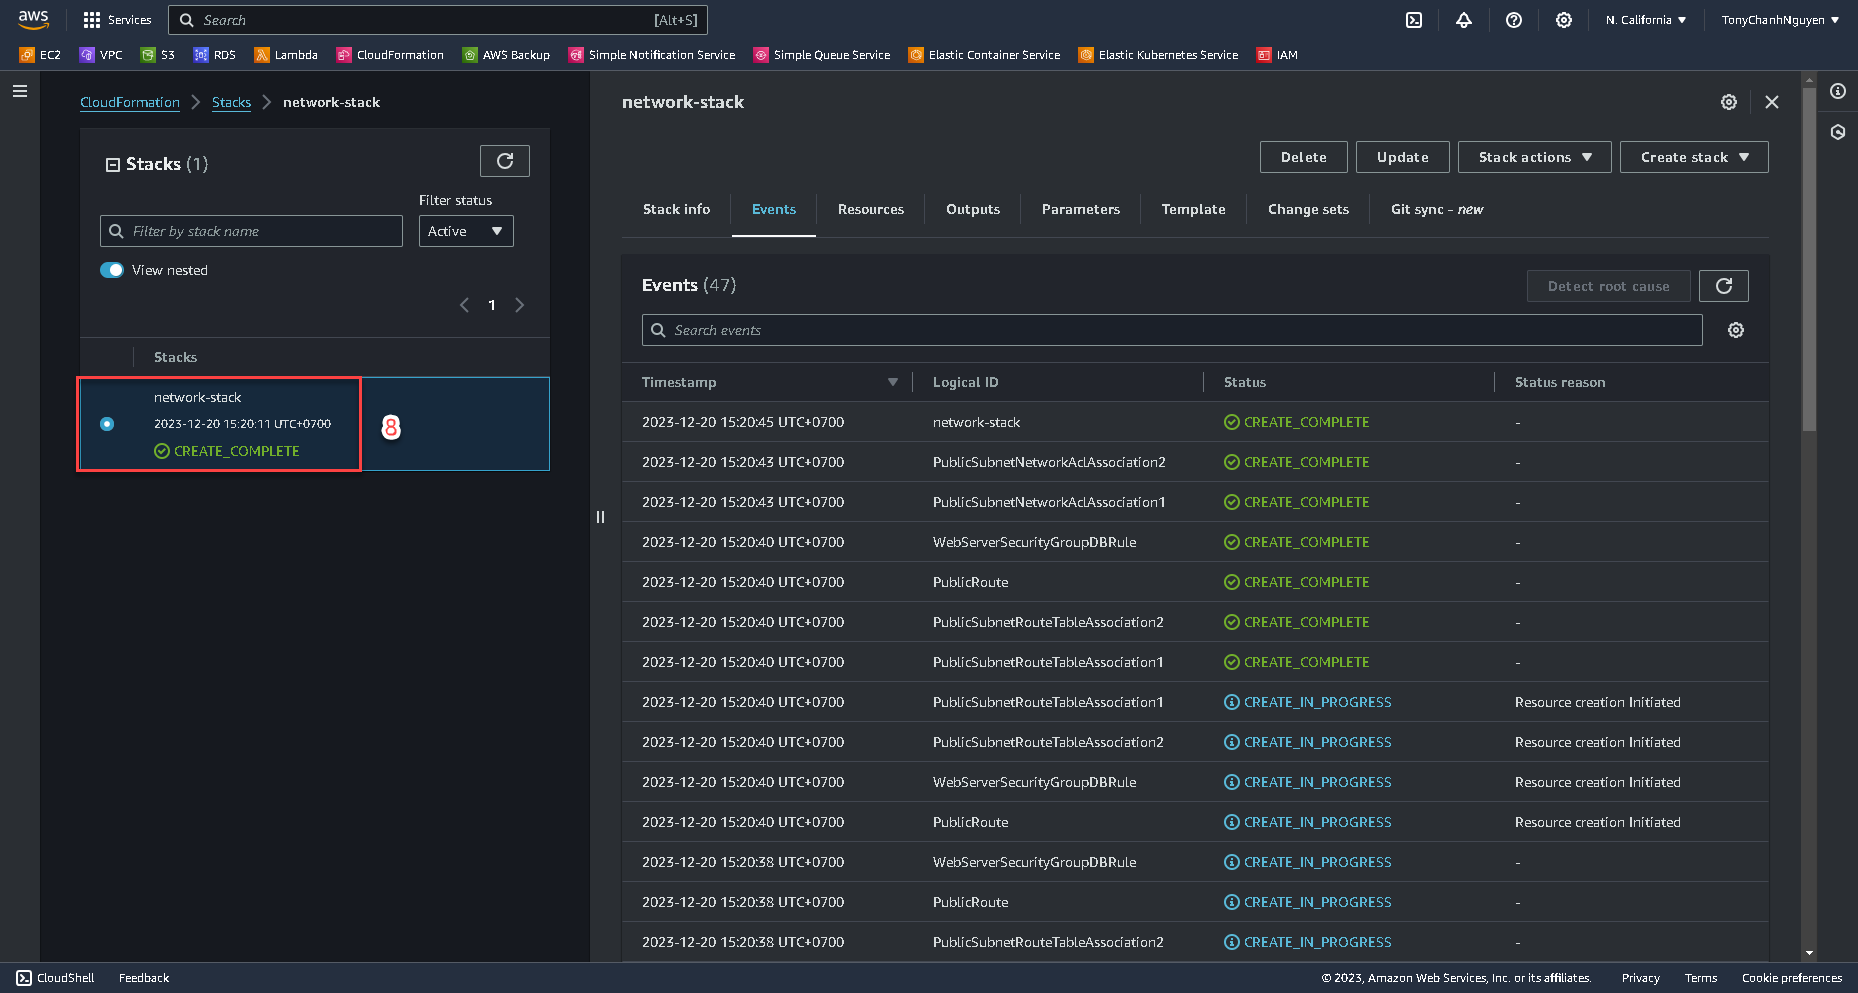 aws
Services
Search
[Alt+S]
N. California ▼
TonyChanhNguyen ▼
EC2
VPC
S3
RDS
Lambda
CloudFormation
AWS Backup
Simple Notification Service
Simple Queue Service
Elastic Container Service
Elastic Kubernetes Service
IAM
CloudFormation > Stacks > network-stack
Stacks (1)
Filter status
Filter by stack name
Active
View nested
1
Stacks
network-stack
2023-12-20 15:20:11 UTC+0700
CREATE_COMPLETE
8
network-stack
Delete
Update
Stack actions
Create stack
Stack info
Events
Resources
Outputs
Parameters
Template
Change sets
Git sync - new
Events (47)
Detect root cause
Search events
Timestamp Logical ID Status Status reason
2023-12-20 15:20:45 UTC+0700 network-stack CREATE_COMPLETE -
2023-12-20 15:20:43 UTC+0700 PublicSubnetNetworkAclAssociation2 CREATE_COMPLETE -
2023-12-20 15:20:43 UTC+0700 PublicSubnetNetworkAclAssociation1 CREATE_COMPLETE -
2023-12-20 15:20:40 UTC+0700 WebServerSecurityGroupDBRule CREATE_COMPLETE -
2023-12-20 15:20:40 UTC+0700 PublicRoute CREATE_COMPLETE -
2023-12-20 15:20:40 UTC+0700 PublicSubnetRouteTableAssociation2 CREATE_COMPLETE -
2023-12-20 15:20:40 UTC+0700 PublicSubnetRouteTableAssociation1 CREATE_COMPLETE -
2023-12-20 15:20:40 UTC+0700 PublicSubnetRouteTableAssociation1 CREATE_IN_PROGRESS Resource creation Initiated
2023-12-20 15:20:40 UTC+0700 PublicSubnetRouteTableAssociation2 CREATE_IN_PROGRESS Resource creation Initiated
2023-12-20 15:20:40 UTC+0700 WebServerSecurityGroupDBRule CREATE_IN_PROGRESS Resource creation Initiated
2023-12-20 15:20:40 UTC+0700 PublicRoute CREATE_IN_PROGRESS Resource creation Initiated
2023-12-20 15:20:38 UTC+0700 WebServerSecurityGroupDBRule CREATE_IN_PROGRESS -
2023-12-20 15:20:38 UTC+0700 PublicRoute CREATE_IN_PROGRESS -
2023-12-20 15:20:38 UTC+0700 PublicSubnetRouteTableAssociation2 CREATE_IN_PROGRESS -
CloudShell
Feedback
© 2023, Amazon Web Services, Inc. or its affiliates.
Privacy
Terms
Cookie preferences